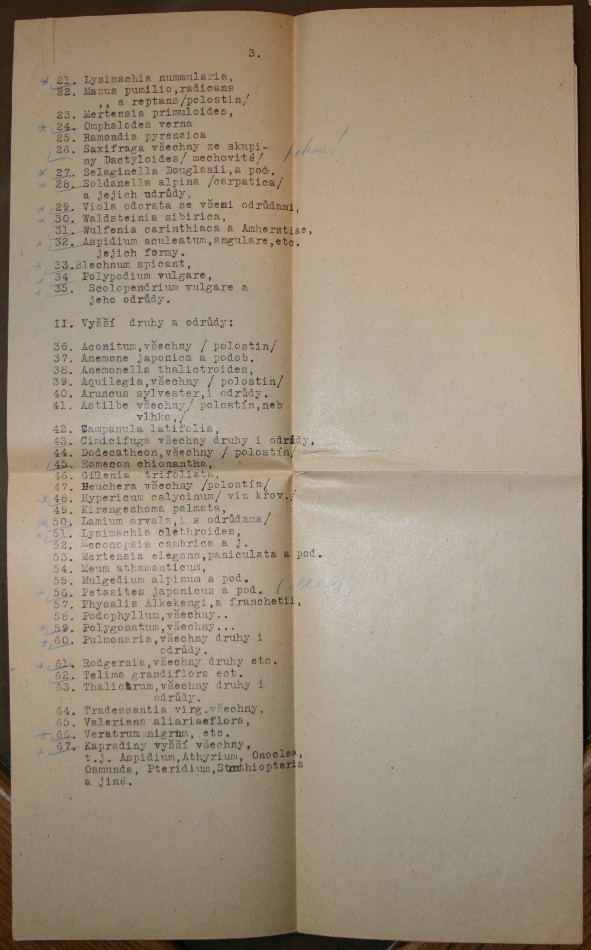 3.
21. Lysimachia nummularia,
22. Mazus pumilio,radicans
,, a reptans/polostin/
23. Mertensia primuloides,
24. Omphalodes verna
25. Ramondia pyrenaica
26. Saxifraga všechny ze skupi-
ny Dactyloides/ mechovité/
27. Selaginella Douglasii,a pod.
28. Soldanella alpina /carpatica/
a jejich odrůdy,
29. Viola odorata se všemi odrůdami,
30. Waldsteinia sibirica,
31. Wulfenia carinthiaca a Amherstiae,
32. Aspidium aculeatum,angulare,etc.
jejich formy.
33.Blechnum spicant,
34. Polypodium vulgare,
35. Scolopendrium vulgare a
jeho odrůdy.
II. Vyšší druhy a odrůdy:
36. Aconitum,všechny / polostin/
37. Anemone japonica a podob.
38. Anemonella thalictroides,
39. Aquilegia,všechny / polostin/
40. Aruncus sylvester,i odrůdy.
41. Astilbe všechny/ polostín,neb
vlhko,/
42. Campanula latifolia,
43. Cimicifuga všechny druhy i odrůdy,
44. Dodecatheon,všechny / polostín/
45. Eomecon chionantha,
46. Gillenia trifoliata,
47. Heuchera všechny /polostín/
48. Hypericum calycinum/ viz křov./
49. Kirengeshoma palmata,
50. Lamium orvala,i s odrůdama/
51. Lysimachia clethroides,
52. Meconopsis cambrica a j.
53. Mertensia elegans,paniculata a pod.
54. Meum athamanticum,
55. Mulgedium alpinum a pod.
56. Petasites japonicus a pod.
57. Physalis Alkekengi,a franchetii,
58. Podophyllum,všechny..
59. Polygonatum,všechny...
60. Pulmonaria,všechny druhy i
odrůdy.
61. Rodgersia,všechny druhy etc.
62. Telima grandiflora ect.
63. Thalictrum,všechny druhy i
odrůdy.
64. Tradescantia virg.všechny,
65. Valeriana aliariaeflora,
66. Veratrum nigrum, etc.
67. Kapradiny vyšší všechny,
t.j. Aspidium,Athyrium, Onoclea,
Osmunda, Pteridium,Struthiopteris
a jiné.